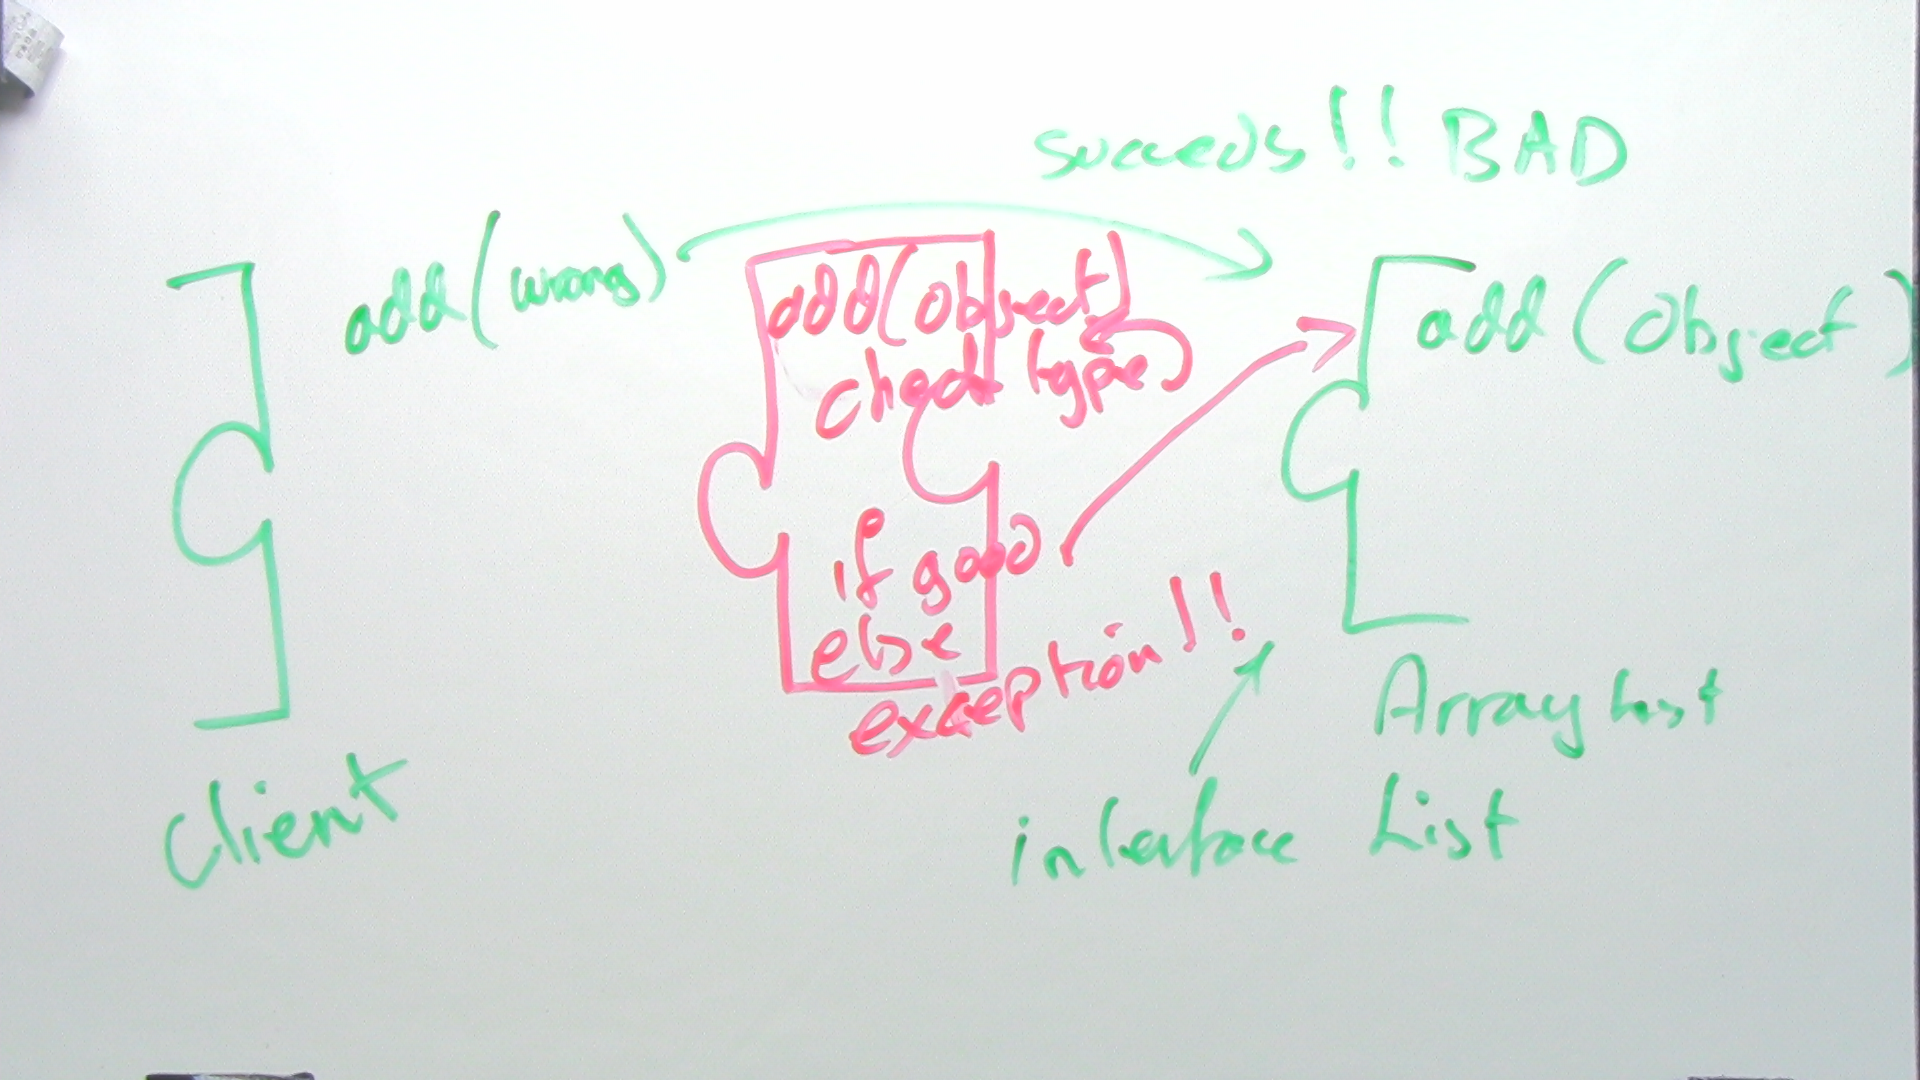 succeeds!! BAD
add(wrong)
add(Object)
check type)
if good
else
exception!!
add(Object)
ArrayList
Client
interface List